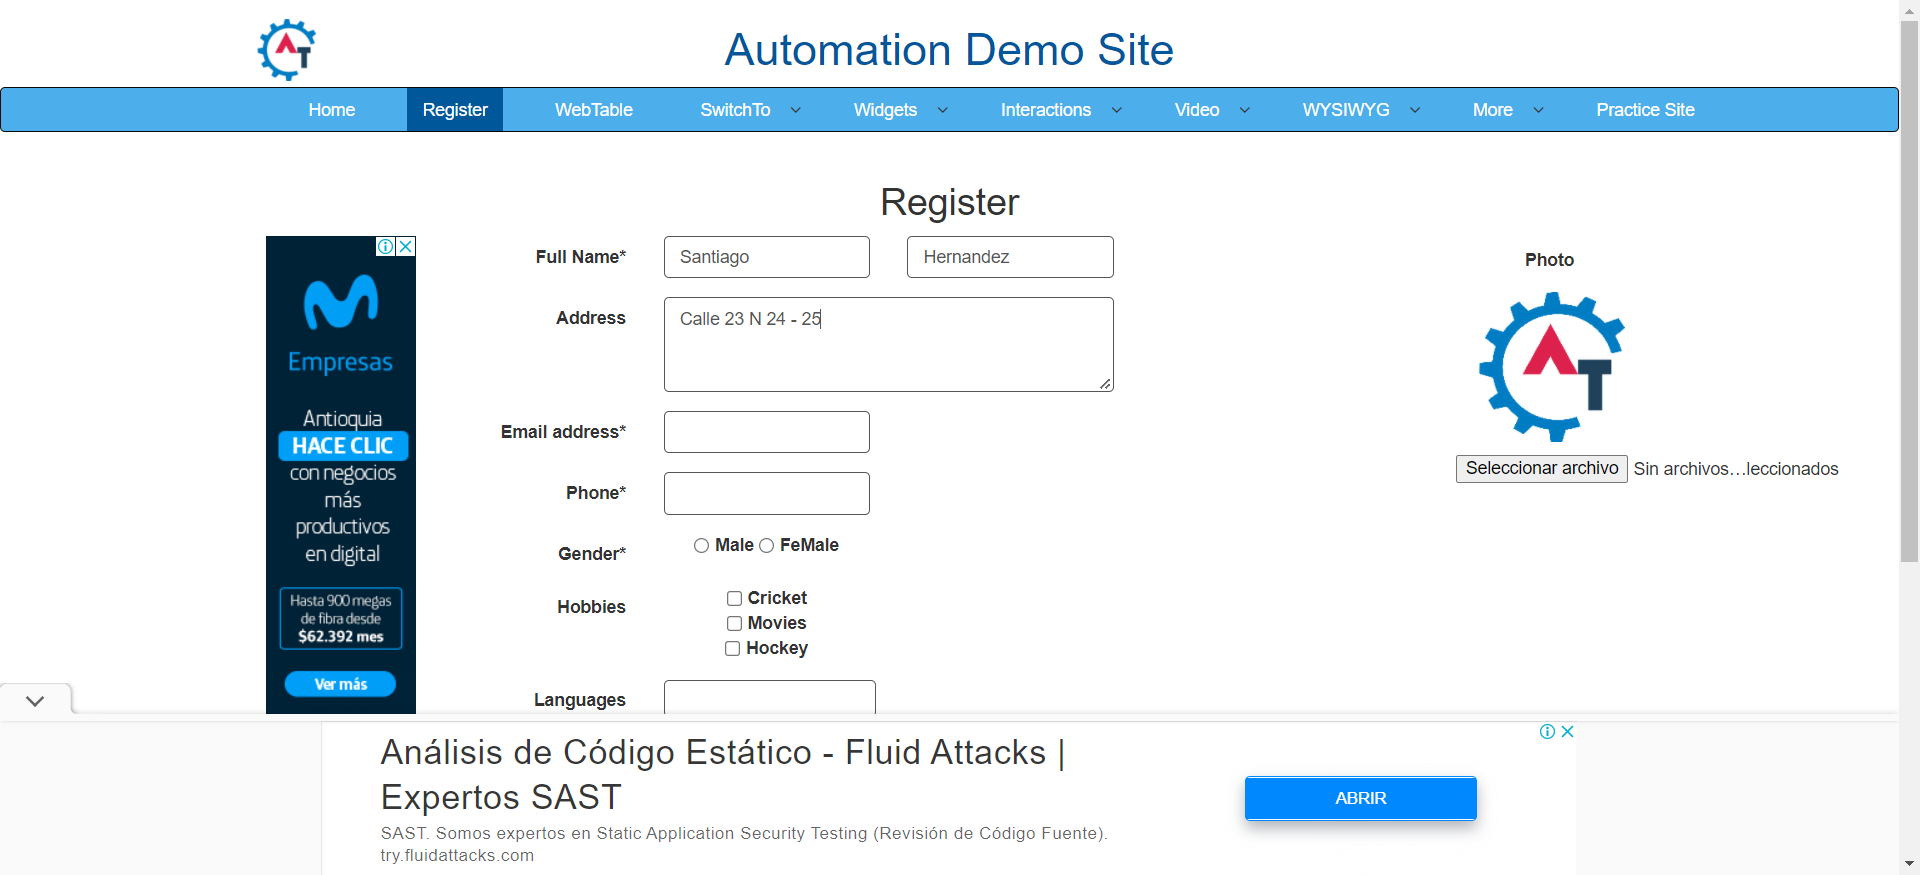 AT
Automation Demo Site
Home Register WebTable SwitchTo Widgets Interactions Video WYSIWYG More Practice Site
Register
Full Name* Santiago Hernandez
Address Calle 23 N 24 - 25
Email address*
Phone*
Gender* Male FeMale
Hobbies
Cricket
Movies
Hockey
Languages
Photo
AT
Seleccionar archivo Sin archivos...leccionados
Empresas
Antioquia
HACE CLIC
con negocios
más
productivos
en digital
Hasta 900 megas
de fibra desde
$62.392 mes
Ver más
Análisis de Código Estático - Fluid Attacks |
Expertos SAST
SAST. Somos expertos en Static Application Security Testing (Revisión de Código Fuente).
try.fluidattacks.com
ABRIR